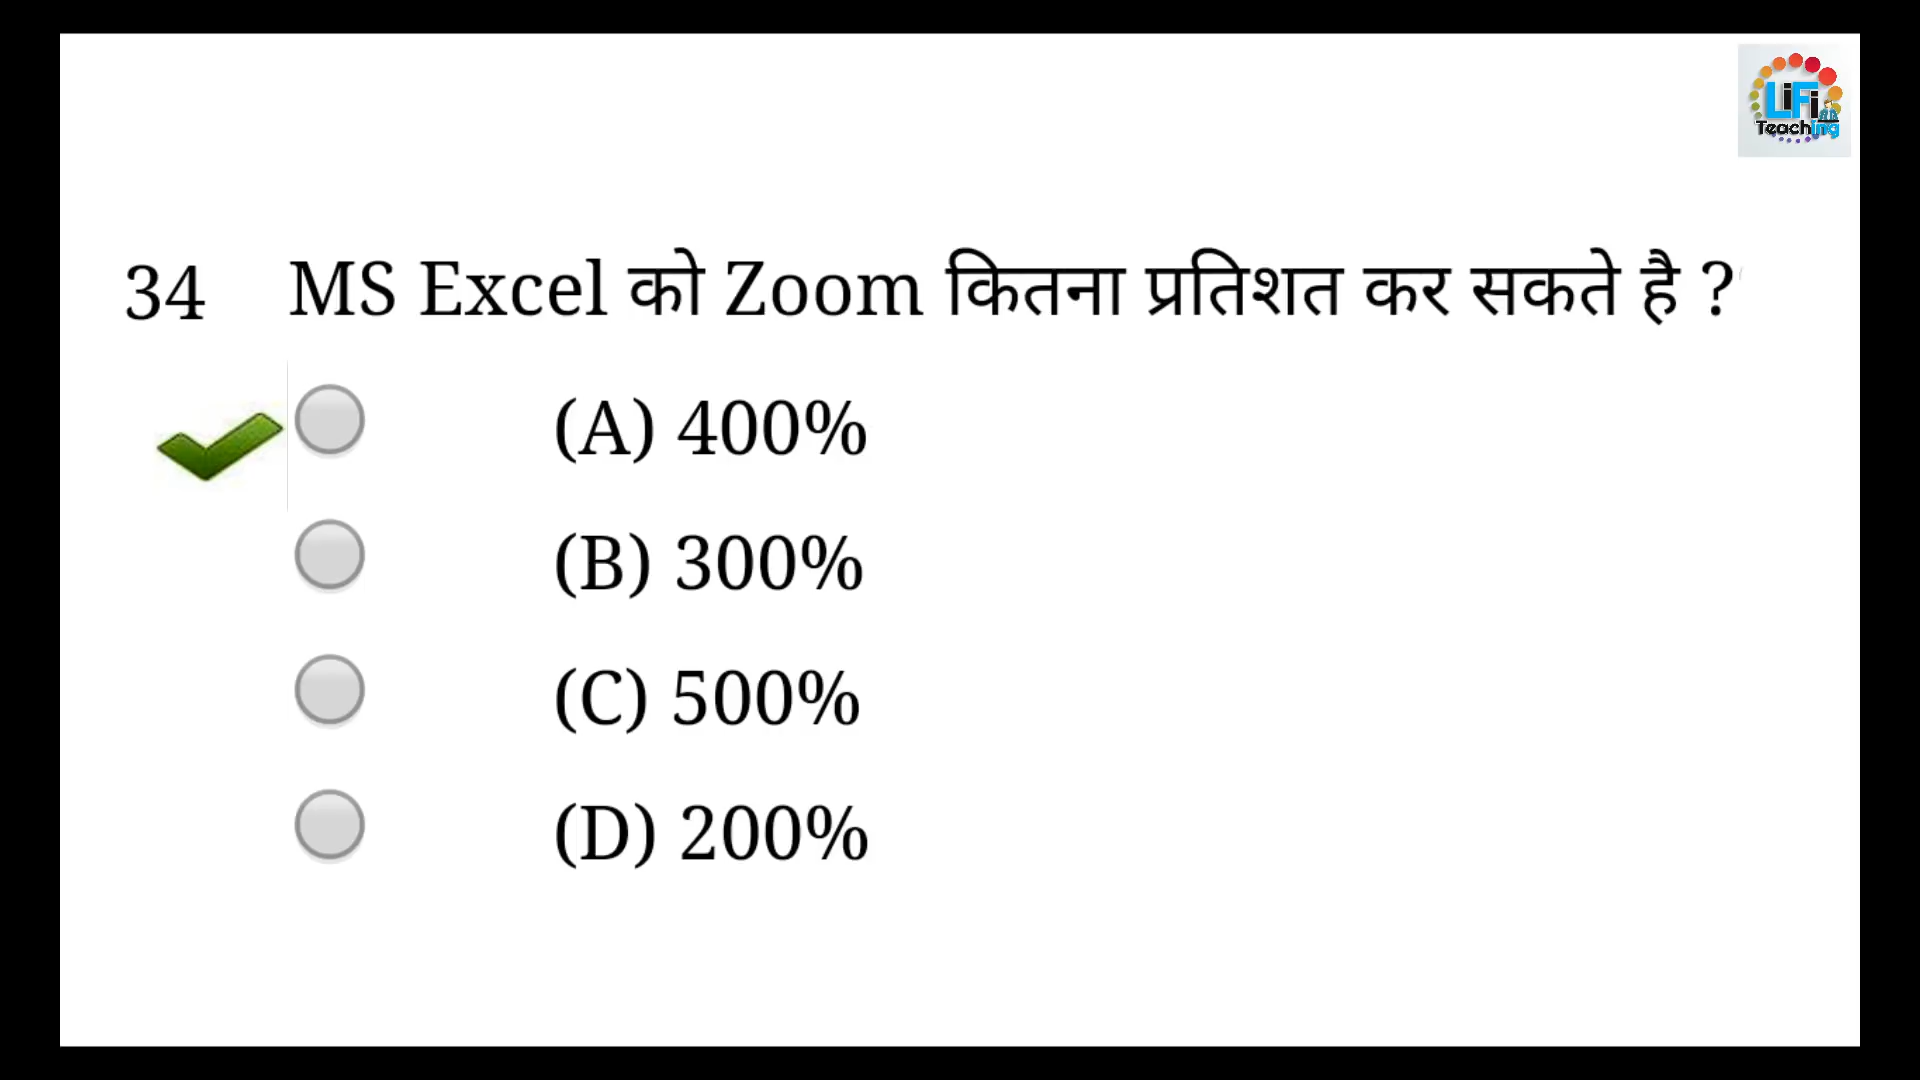 LiFi
Teaching
34 MS Excel को Zoom कितना प्रतिशत कर सकते है ?
(A) 400%
(B) 300%
(C) 500%
(D) 200%